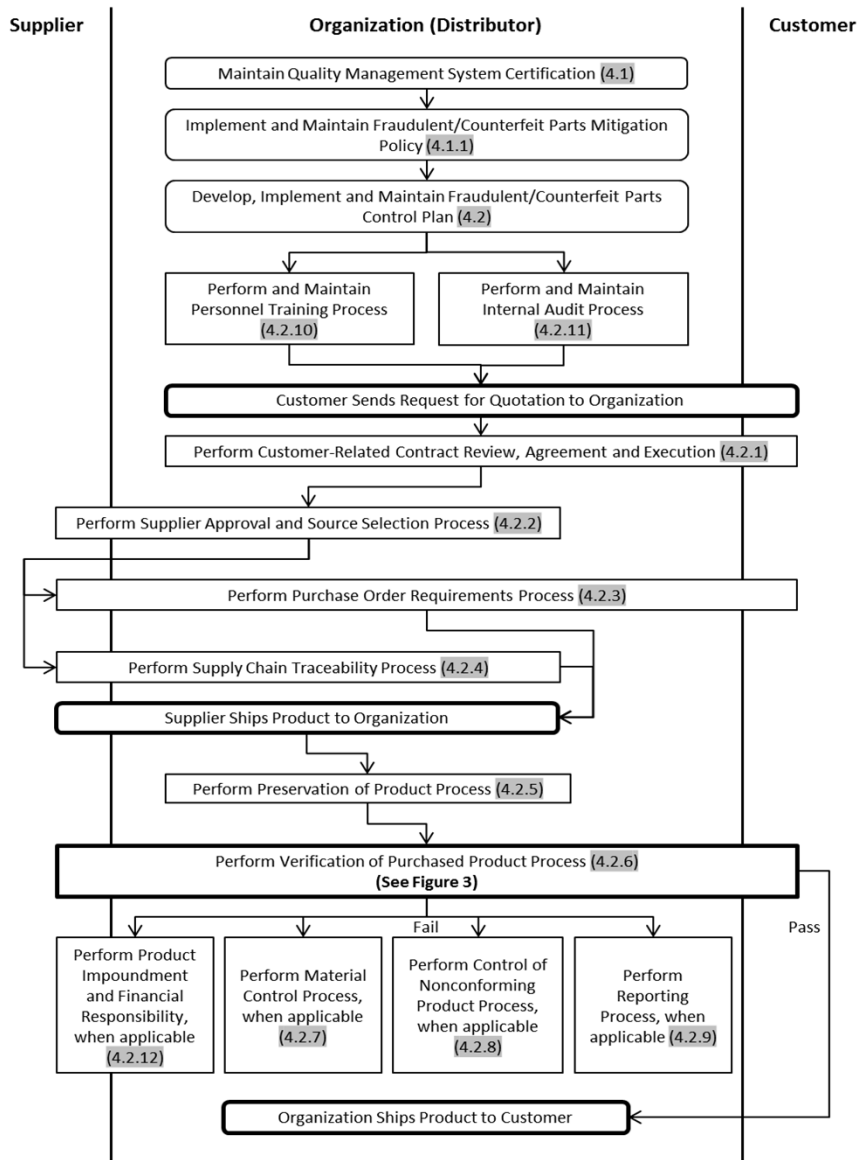 Supplier
Organization (Distributor)
Customer
Maintain Quality Management System Certification (4.1)
Implement and Maintain Fraudulent/Counterfeit Parts Mitigation
Policy (4.1.1)
Develop, Implement and Maintain Fraudulent/Counterfeit Parts
Control Plan (4.2)
Perform and Maintain
Personnel Training Process
(4.2.10)
Perform and Maintain
Internal Audit Process
(4.2.11)
Customer Sends Request for Quotation to Organization
Perform Customer-Related Contract Review, Agreement and Execution (4.2.1)
Perform Supplier Approval and Source Selection Process (4.2.2)
Perform Purchase Order Requirements Process (4.2.3)
Perform Supply Chain Traceability Process (4.2.4)
Supplier Ships Product to Organization
Perform Preservation of Product Process (4.2.5)
Perform Verification of Purchased Product Process (4.2.6)
(See Figure 3)
Fail
Pass
Perform Product
Impoundment
and Financial
Responsibility,
when applicable
(4.2.12)
Perform Material
Control Process,
when applicable
(4.2.7)
Perform Control of
Nonconforming
Product Process,
when applicable
(4.2.8)
Perform
Reporting
Process, when
applicable (4.2.9)
Organization Ships Product to Customer